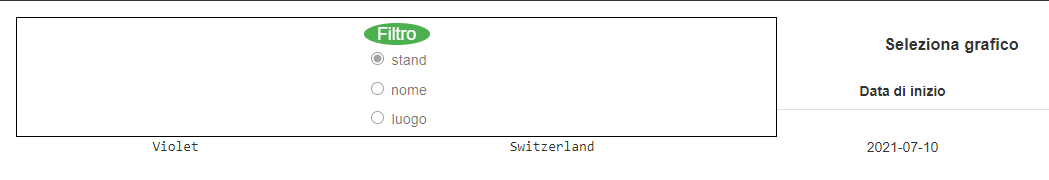 Filtro
Seleziona grafico
stand
nome
Data di inizio
luogo
Violet Switzerland 2021-07-10